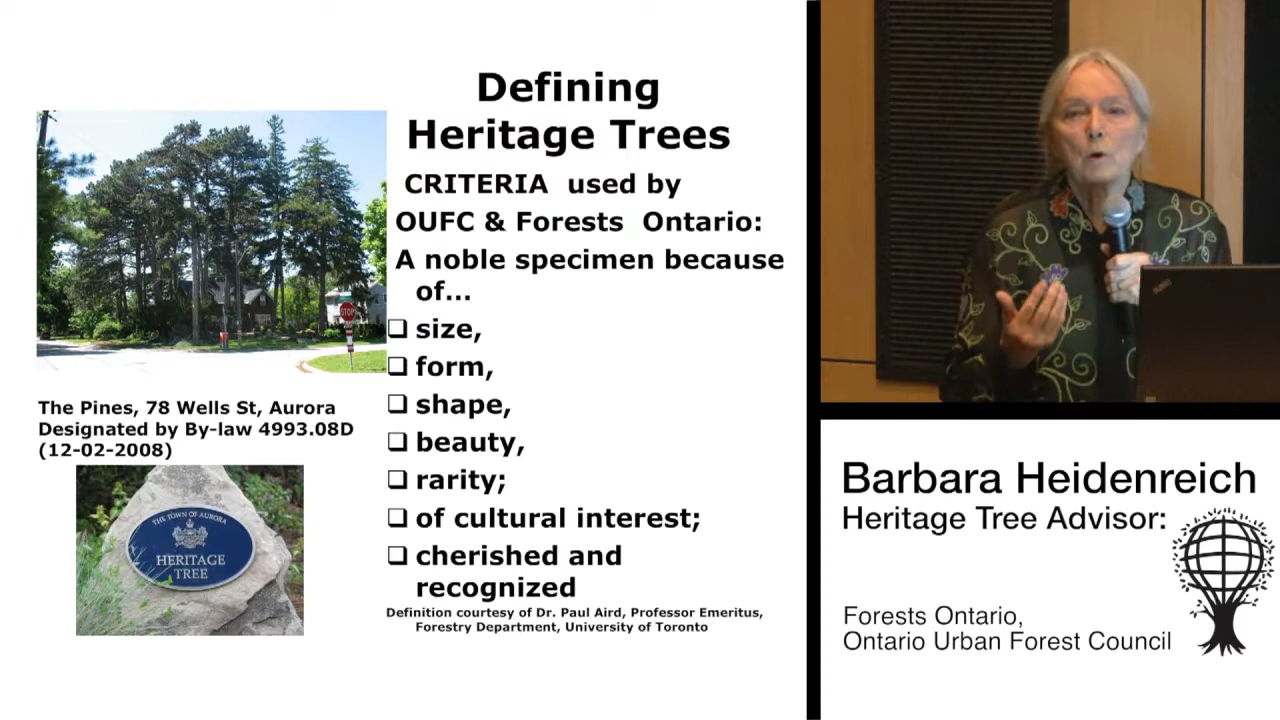 Defining
Heritage Trees
CRITERIA used by
OUFC & Forests Ontario:
A noble specimen because
of...
❑ size,
❑ form,
❑ shape,
❑ beauty,
❑ rarity;
❑ of cultural interest;
❑ cherished and
recognized
Definition courtesy of Dr. Paul Aird, Professor Emeritus,
Forestry Department, University of Toronto
STOP
The Pines, 78 Wells St, Aurora
Designated by By-law 4993.08D
(12-02-2008)
THE TOWN OF AURORA
HERITAGE
TREE
Barbara Heidenreich
Heritage Tree Advisor:
Forests Ontario,
Ontario Urban Forest Council